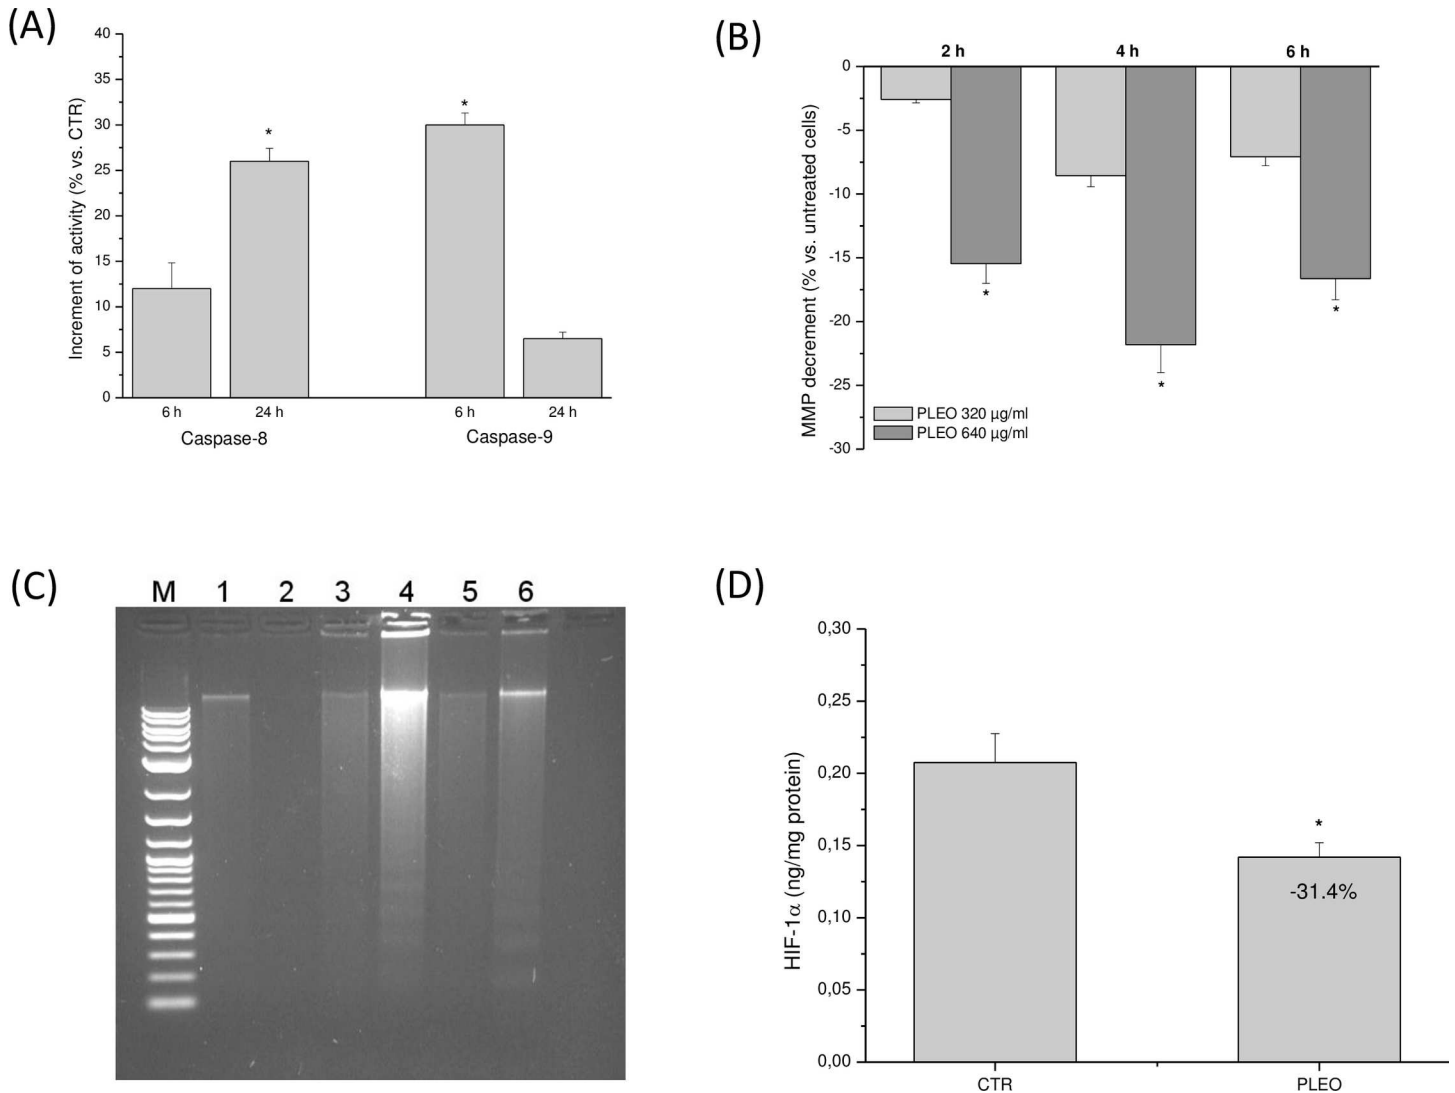 (A)
40
35
30
25
20
15
10
5
0
Increment of activity (% vs. CTR)
*
*
6 h
24 h
6 h
24 h
Caspase-8
Caspase-9
(B)
2 h
4 h
6 h
0
-5
-10
-15
-20
-25
-30
MMP decrement (% vs. untreated cells)
*
*
*
PLEO 320 µg/ml
PLEO 640 µg/ml
(C)
M 1 2 3 4 5 6
(D)
0,30
0,25
0,20
0,15
0,10
0,05
0,00
HIF-1α (ng/mg protein)
*
-31.4%
CTR
PLEO